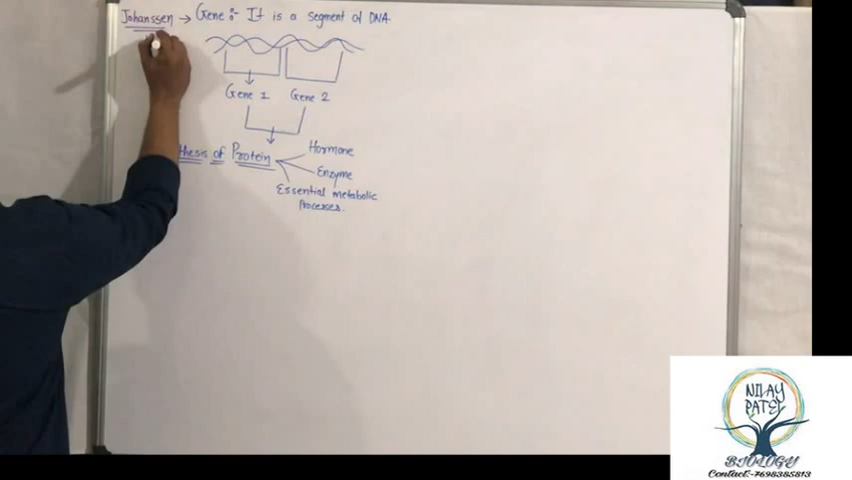 Johanssen → Gene :- It is a segment of DNA.
Gene 1 Gene 2
of Protein
Hormone
Enzyme
Essential metabolic
Processes.
NILAY
PATEL
BIOLOGY
Contact:-7698385813